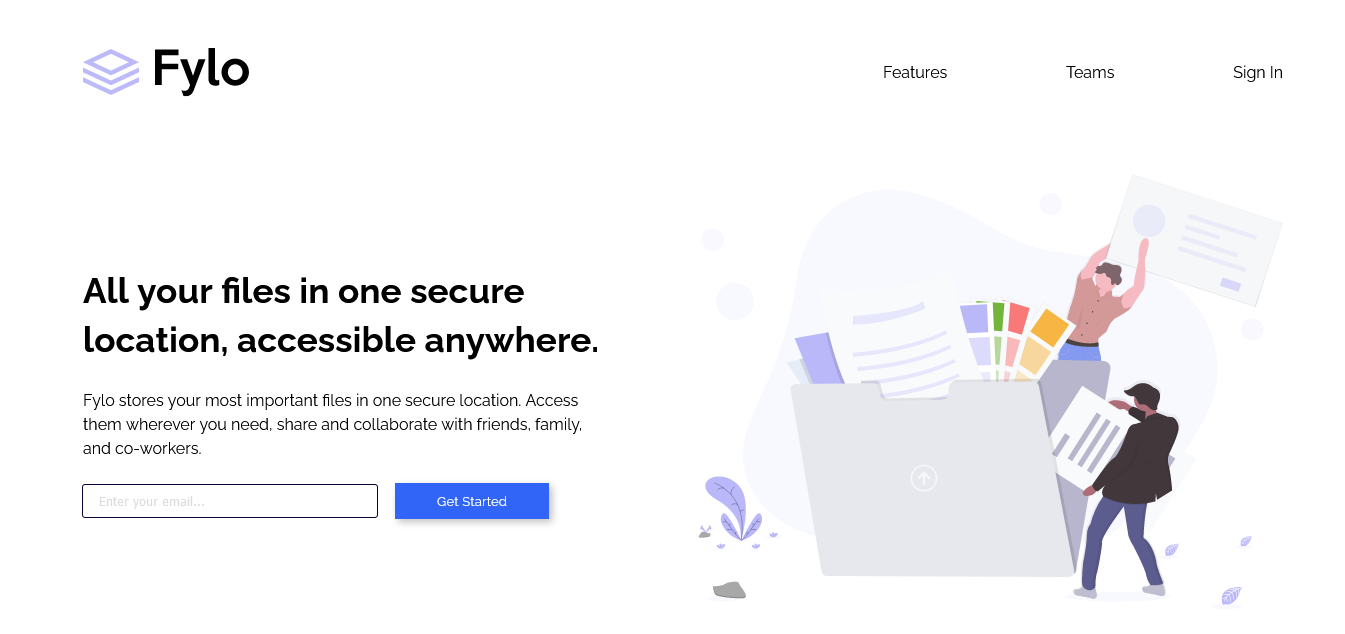 Fylo
Features
Teams
Sign In
All your files in one secure
location, accessible anywhere.
Fylo stores your most important files in one secure location. Access
them wherever you need, share and collaborate with friends, family,
and co-workers.
Enter your email...
Get Started